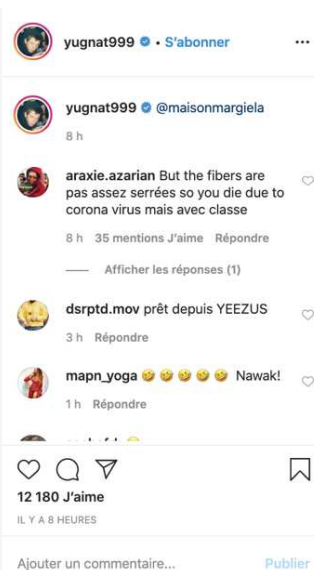 yugnat999 • S'abonner
yugnat999 @maisonmargiela
8 h
araxie.azarian But the fibers are
pas assez serrées so you die due to
corona virus mais avec classe
8 h 35 mentions J'aime Répondre
Afficher les réponses (1)
dsrptd.mov prêt depuis YEEZUS
3 h Répondre
mapn_yoga 🤣 🤣 🤣 🤣 🤣 Nawak!
1 h Répondre
12 180 J'aime
IL Y A 8 HEURES
Ajouter un commentaire... Publier